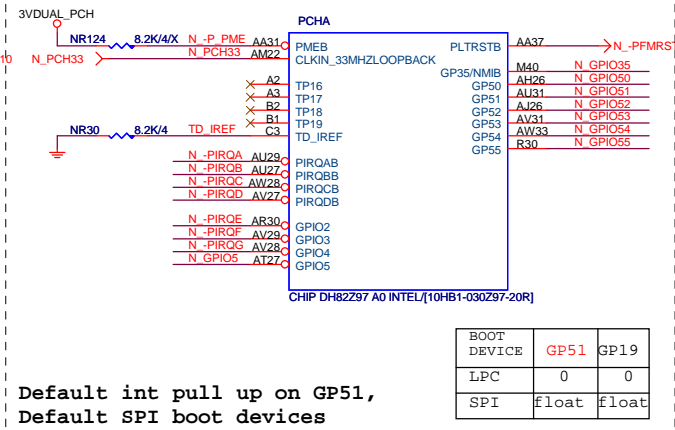 3VDUAL_PCH
PCHA
NR124 8.2K/4/X N_-P_PME AA31 PMEB PLTRSTB AA37 N_-PFMRST
10 N_PCH33 N_PCH33 AM22 CLKIN_33MHZLOOPBACK
GP35/NMIB M40 N_GPIO35
A2 TP16 GP50 AH26 N_GPIO50
A3 TP17 GP51 AU31 N_GPIO51
B2 TP18 GP52 AJ26 N_GPIO52
B1 TP19 GP53 AV31 N_GPIO53
NR30 8.2K/4 TD_IREF C3 TD_IREF GP54 AW33 N_GPIO54
GP55 R30 N_GPIO55
N_-PIRQA AU29 PIRQAB
N_-PIRQB AU27 PIRQBB
N_-PIRQC AW28 PIRQCB
N_-PIRQD AV27 PIRQDB
N_-PIRQE AR30 GPIO2
N_-PIRQF AV29 GPIO3
N_-PIRQG AV28 GPIO4
N_GPIO5 AT27 GPIO5
CHIP DH82Z97 A0 INTEL/[10HB1-030Z97-20R]
BOOT
DEVICE GP51 GP19
LPC 0 0
SPI float float
Default int pull up on GP51,
Default SPI boot devices